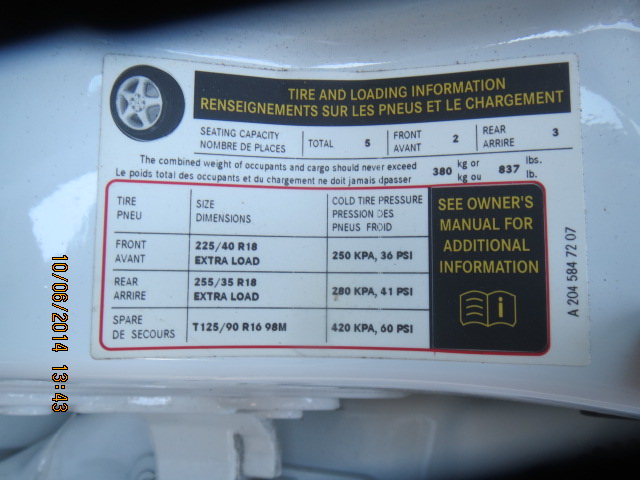 TIRE AND LOADING INFORMATION
RENSEIGNEMENTS SUR LES PNEUS ET LE CHARGEMENT
SEATING CAPACITY
NOMBRE DE PLACES
TOTAL 5
FRONT
AVANT
2
REAR
ARRIRE
3
The combined weight of occupants and cargo should never exceed
Le poids total des occupants et du chargement ne doit jamais dpasser
380
kg or
kg ou
837
lbs.
lb.
TIRE
PNEU
SIZE
DIMENSIONS
COLD TIRE PRESSURE
PRESSION DES
PNEUS FROID
FRONT
AVANT
225/40 R18
EXTRA LOAD
250 KPA, 36 PSI
REAR
ARRIRE
255/35 R18
EXTRA LOAD
280 KPA, 41 PSI
SPARE
DE SECOURS
T125/90 R16 98M
420 KPA, 60 PSI
SEE OWNER'S
MANUAL FOR
ADDITIONAL
INFORMATION
i
A 204 584 72 07
10/06/2014 13:43